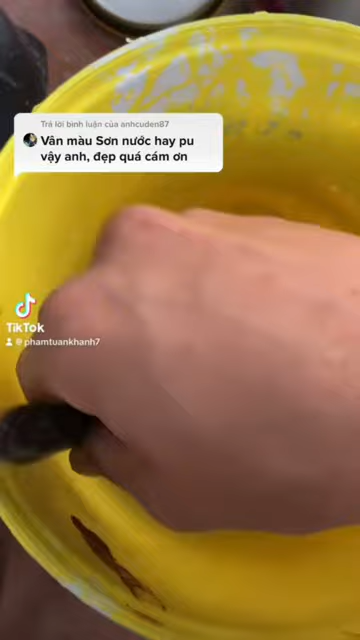 Trả lời bình luận của anhcuden87
Vân màu Sơn nước hay pu
vậy anh, đẹp quá cám ơn
TikTok
@phamtuankhanh7